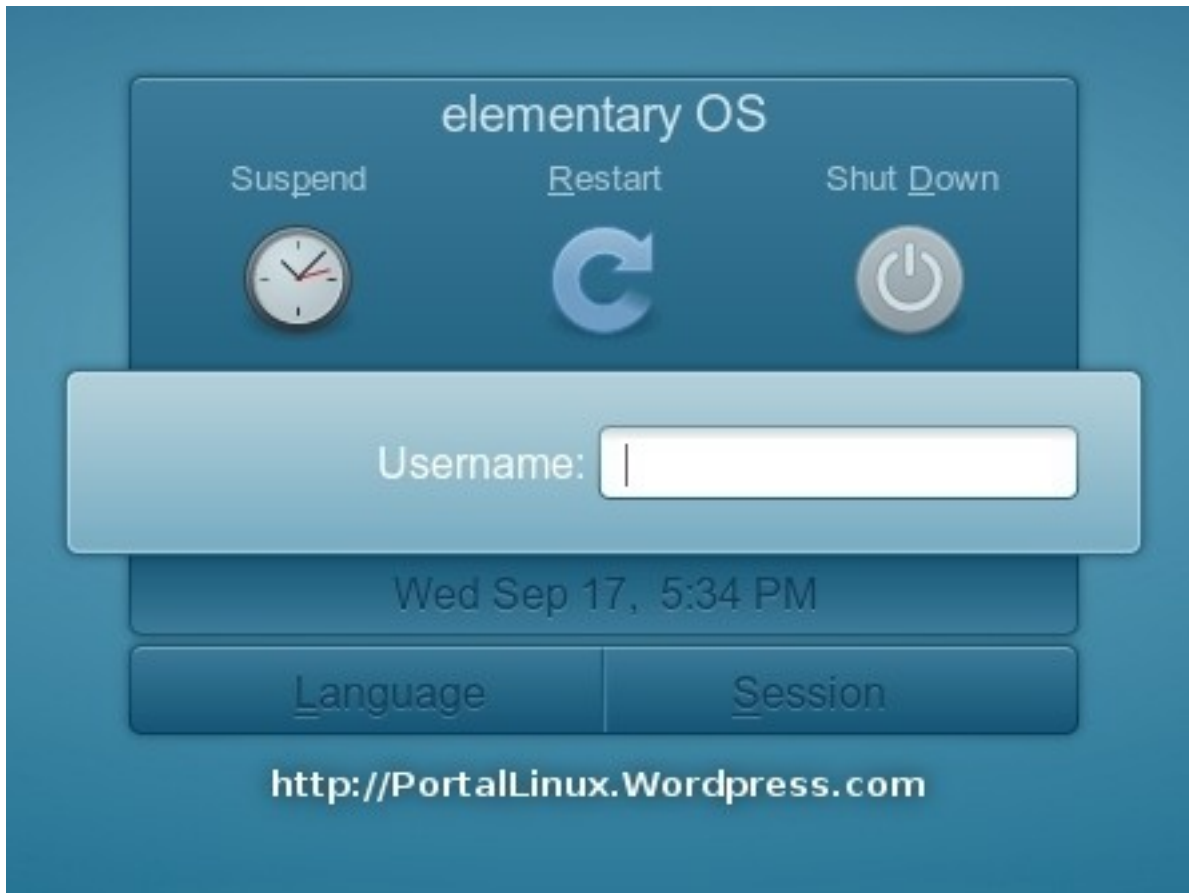 elementary OS
Suspend Restart Shut Down
Username:
Wed Sep 17, 5:34 PM
Language Session
http://PortalLinux.Wordpress.com